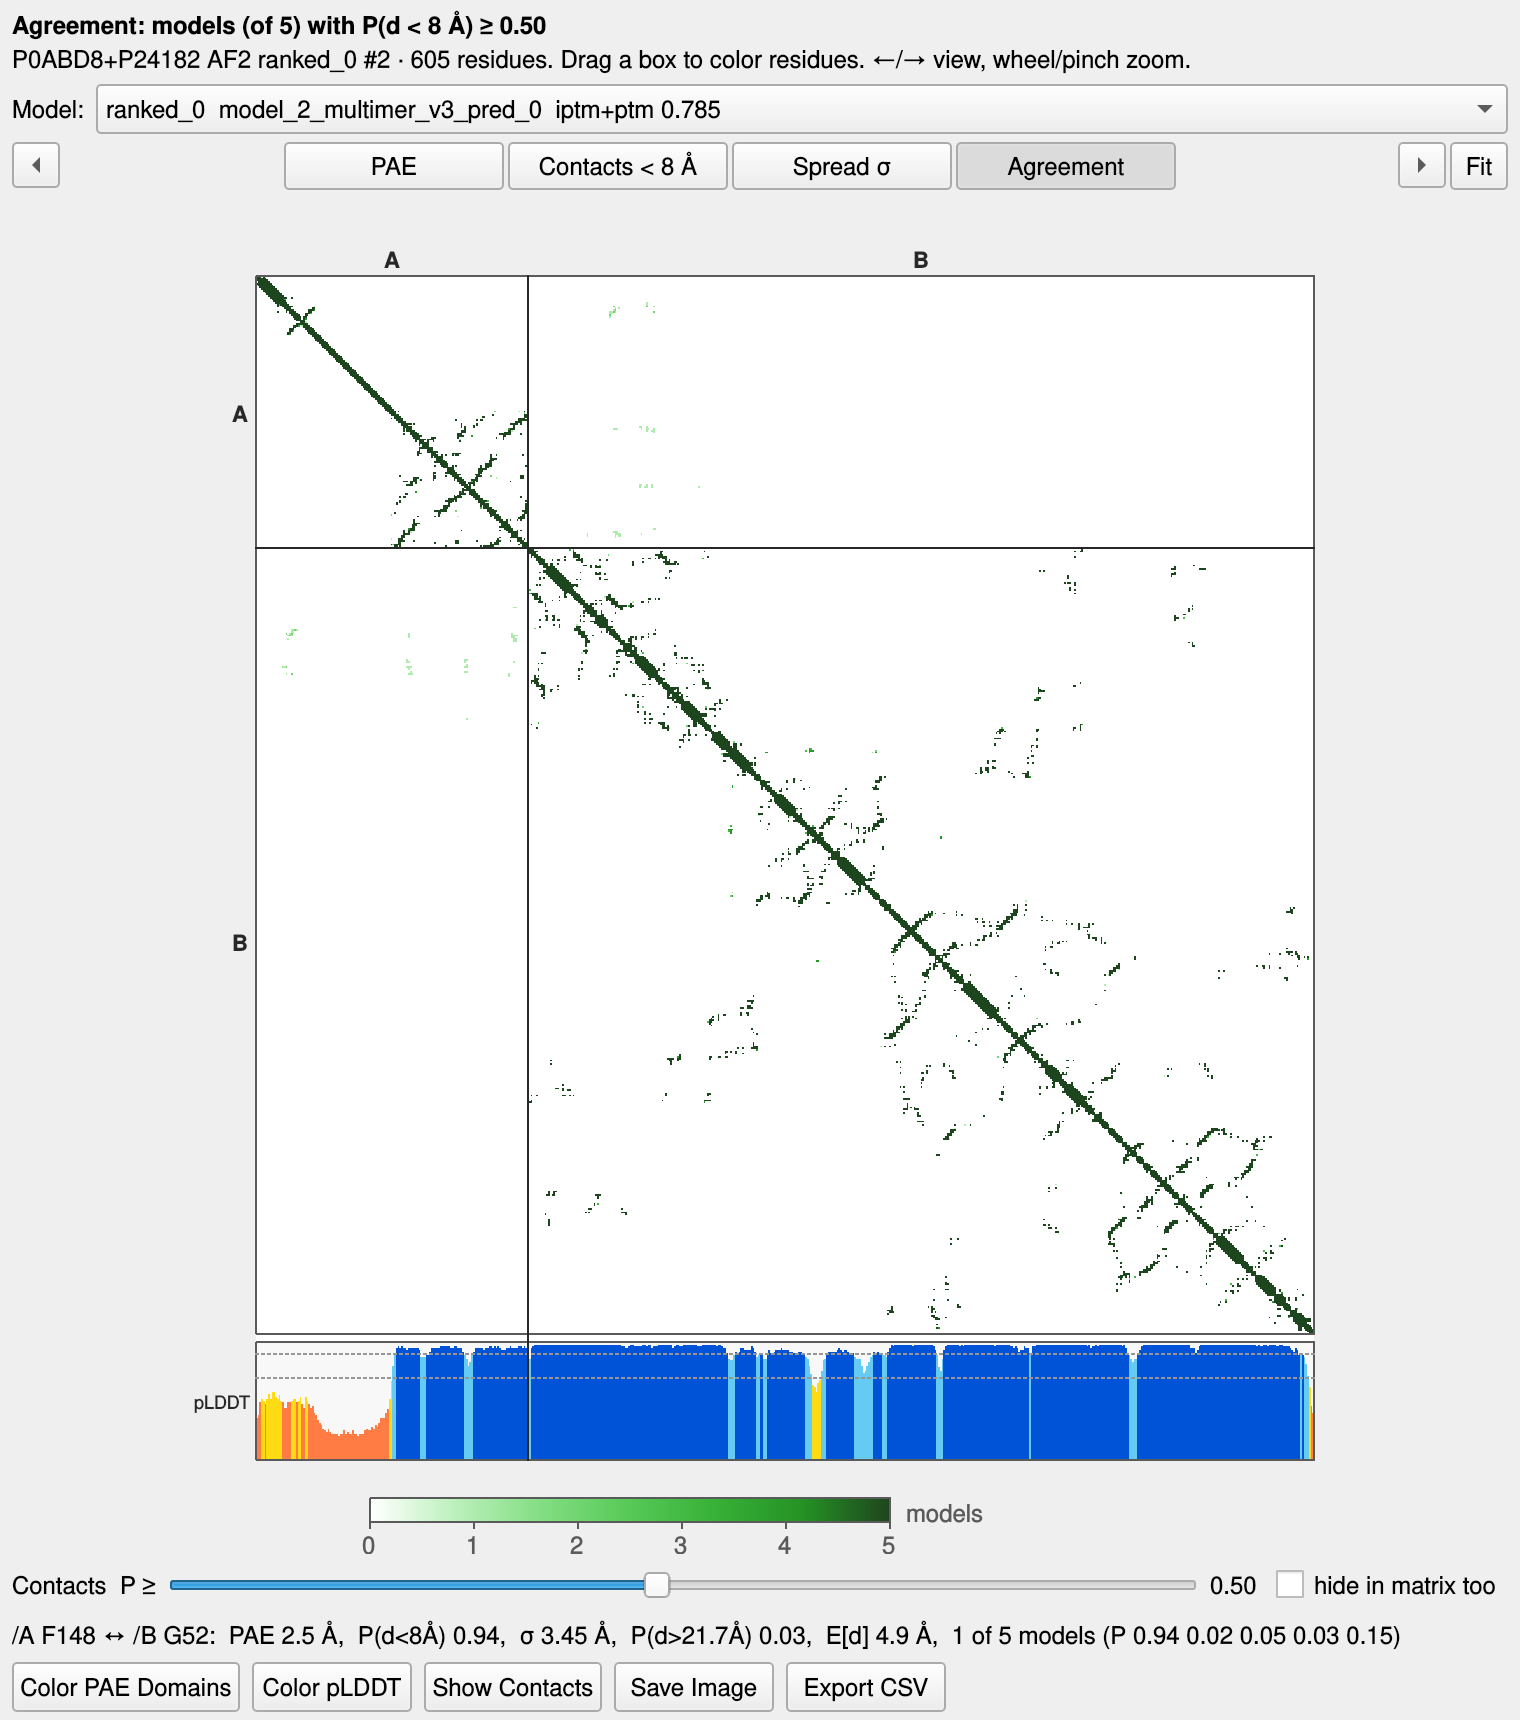 Agreement: models (of 5) with P(d < 8 Å) ≥ 0.50
P0ABD8+P24182 AF2 ranked_0 #2 · 605 residues. Drag a box to color residues. ←/→ view, wheel/pinch zoom.
Model: ranked_0 model_2_multimer_v3_pred_0 iptm+ptm 0.785
PAE Contacts < 8 Å Spread σ Agreement Fit
A B
A
B
pLDDT
models
0 1 2 3 4 5
Contacts P ≥ 0.50 hide in matrix too
/A F148 ↔ /B G52: PAE 2.5 Å, P(d<8Å) 0.94, σ 3.45 Å, P(d>21.7Å) 0.03, E[d] 4.9 Å, 1 of 5 models (P 0.94 0.02 0.05 0.03 0.15)
Color PAE Domains Color pLDDT Show Contacts Save Image Export CSV